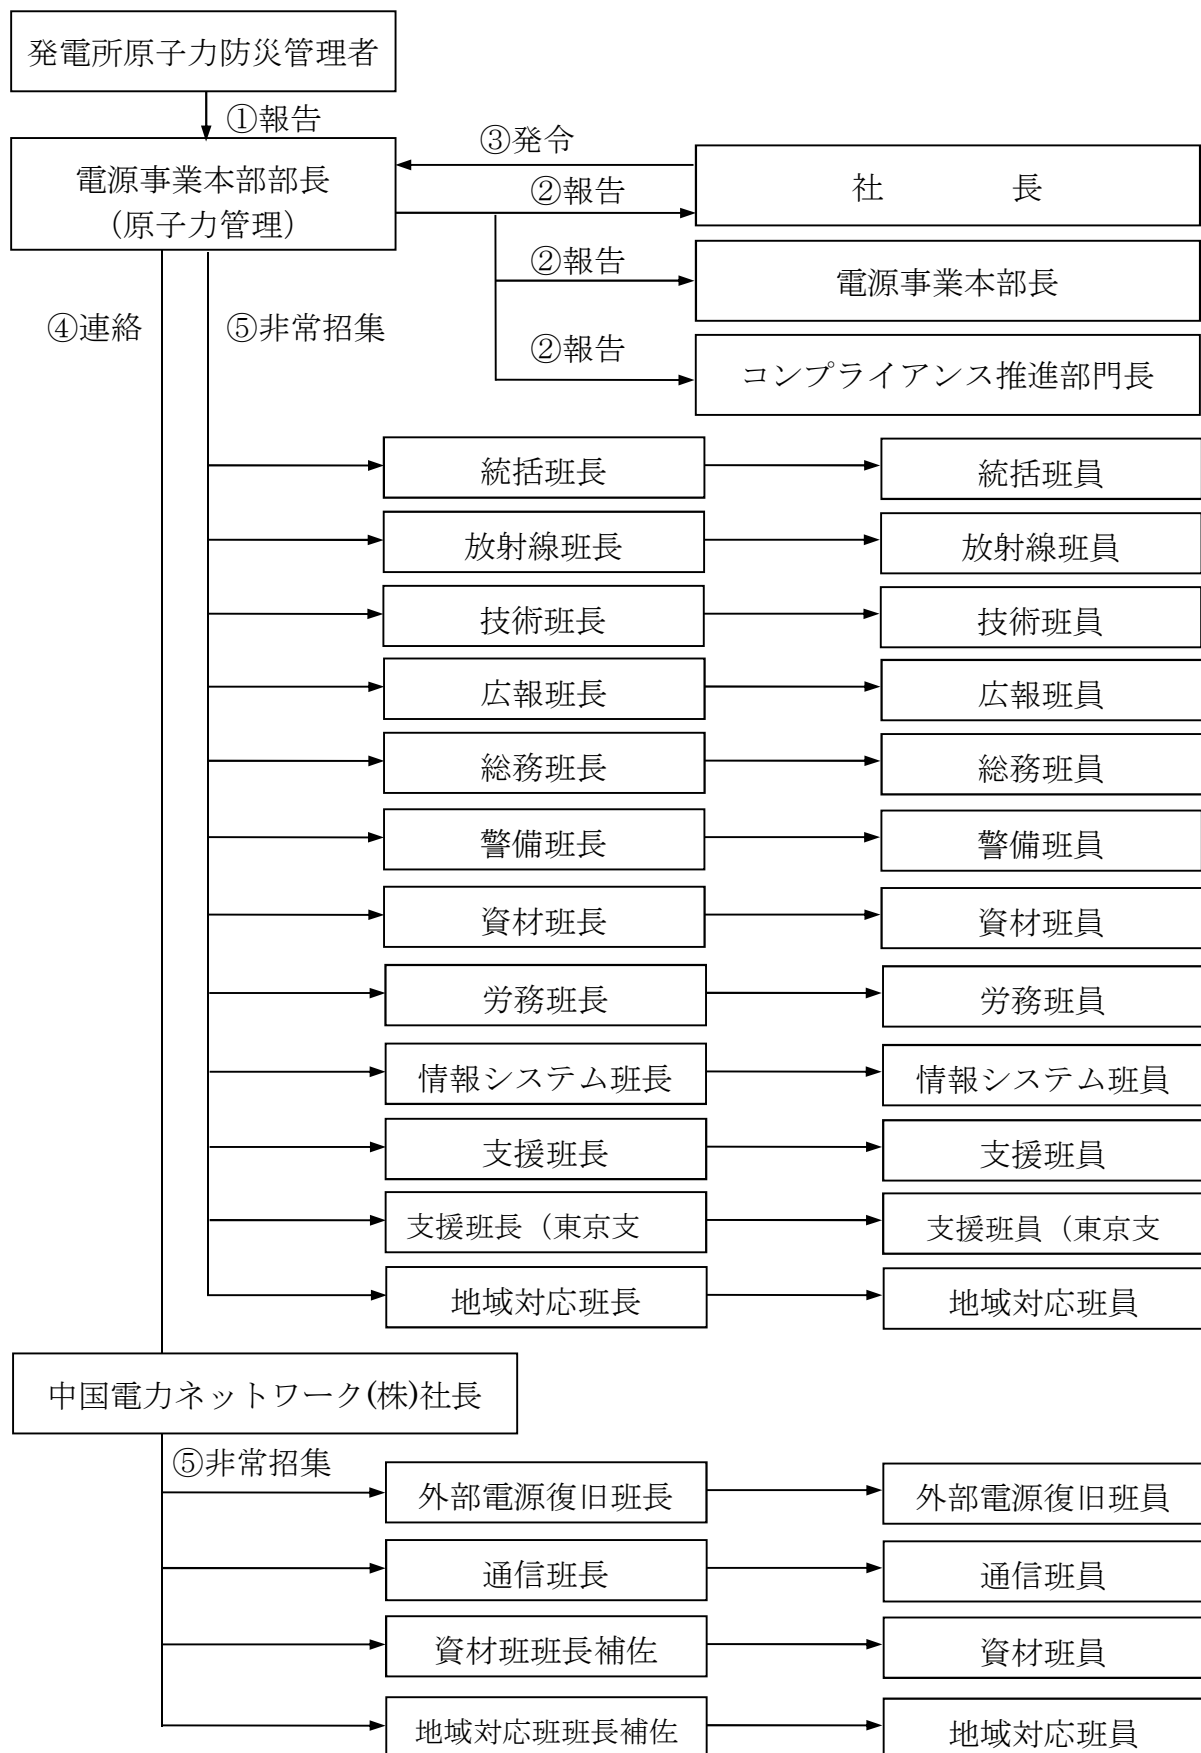 発電所原子力防災管理者
①報告
電源事業本部部長
（原子力管理）
③発令
②報告
社　　　　長
②報告
電源事業本部長
②報告
コンプライアンス推進部門長
④連絡
⑤非常招集
統括班長
統括班員
放射線班長
放射線班員
技術班長
技術班員
広報班長
広報班員
総務班長
総務班員
警備班長
警備班員
資材班長
資材班員
労務班長
労務班員
情報システム班長
情報システム班員
支援班長
支援班員
支援班長（東京支
支援班員（東京支
地域対応班長
地域対応班員
中国電力ネットワーク(株)社長
⑤非常招集
外部電源復旧班長
外部電源復旧班員
通信班長
通信班員
資材班班長補佐
資材班員
地域対応班班長補佐
地域対応班員